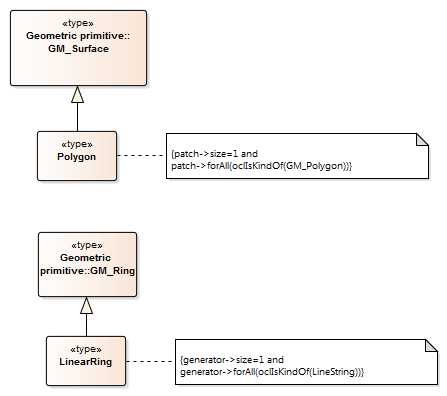 «type»
Geometric primitive::
GM_Surface
«type»
Polygon
{patch->size=1 and
patch->forAll(oclIsKindOf(GM_Polygon))}
«type»
Geometric
primitive::GM_Ring
«type»
LinearRing
{generator->size=1 and
generator->forAll(oclIsKindOf(LineString))}